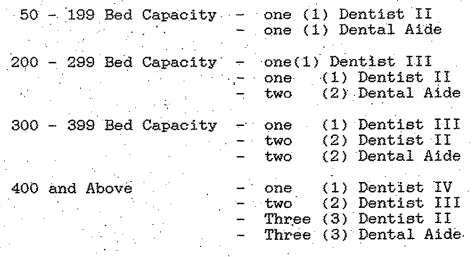 50 - 199 Bed Capacity - one (1) Dentist II
- one (1) Dental Aide
200 - 299 Bed Capacity - one(1) Dentist III
- one (1) Dentist II
- two (2) Dental Aide
300 - 399 Bed Capacity - one (1) Dentist III
- two (2) Dentist II
- two (2) Dental Aide
400 and Above - one (1) Dentist IV
- two (2) Dentist III
- Three (3) Dentist II
- Three (3) Dental Aide